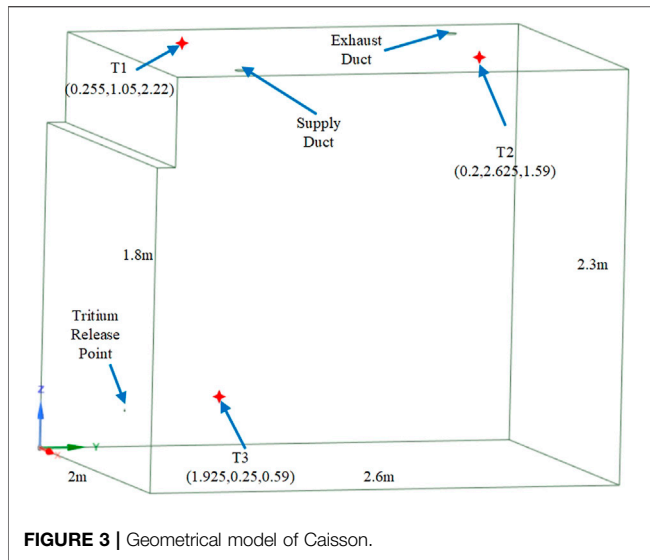 Exhaust
Duct
T1
(0.255,1.05,2.22)
Supply
Duct
T2
(0.2,2.625,1.59)
1.8m
2.3m
Tritium
Release
Point
Z
Y
T3
(1.925,0.25,0.59)
2m
2.6m
FIGURE 3 | Geometrical model of Caisson.